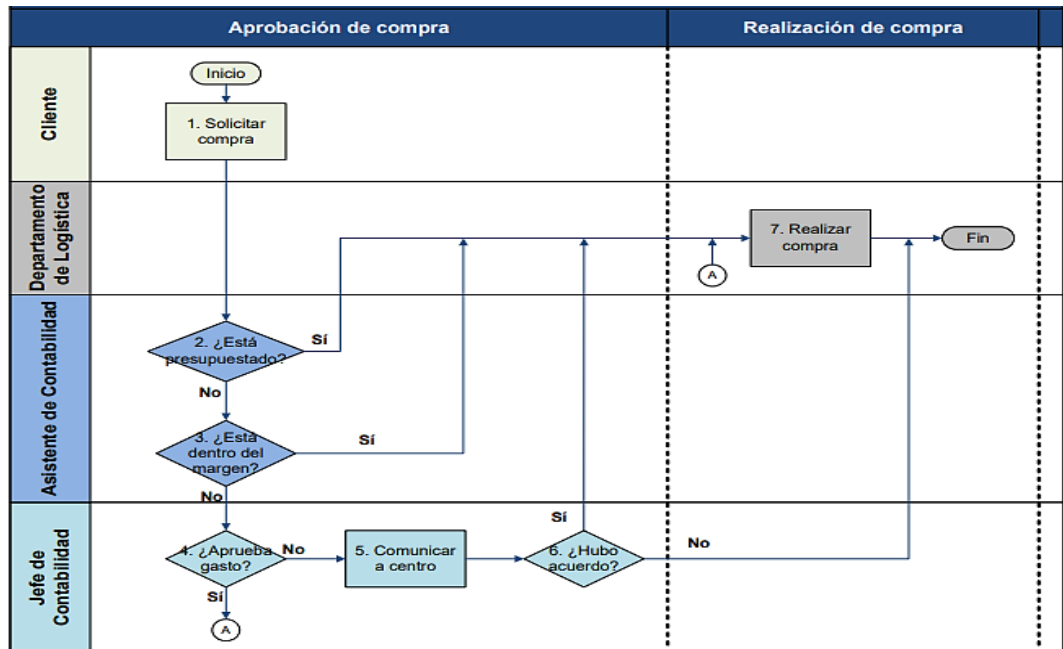 Aprobación de compra
Realización de compra
Cliente
Inicio
1. Solicitar
compra
Departamento
de Logística
7. Realizar
compra
Fin
A
Asistente de Contabilidad
2. ¿Está
presupuestado?
Sí
No
3. ¿Está
dentro del
margen?
Sí
No
Jefe de
Contabilidad
4. ¿Aprueba
gasto?
No
5. Comunicar
a centro
Sí
6. ¿Hubo
acuerdo?
No
Sí
A